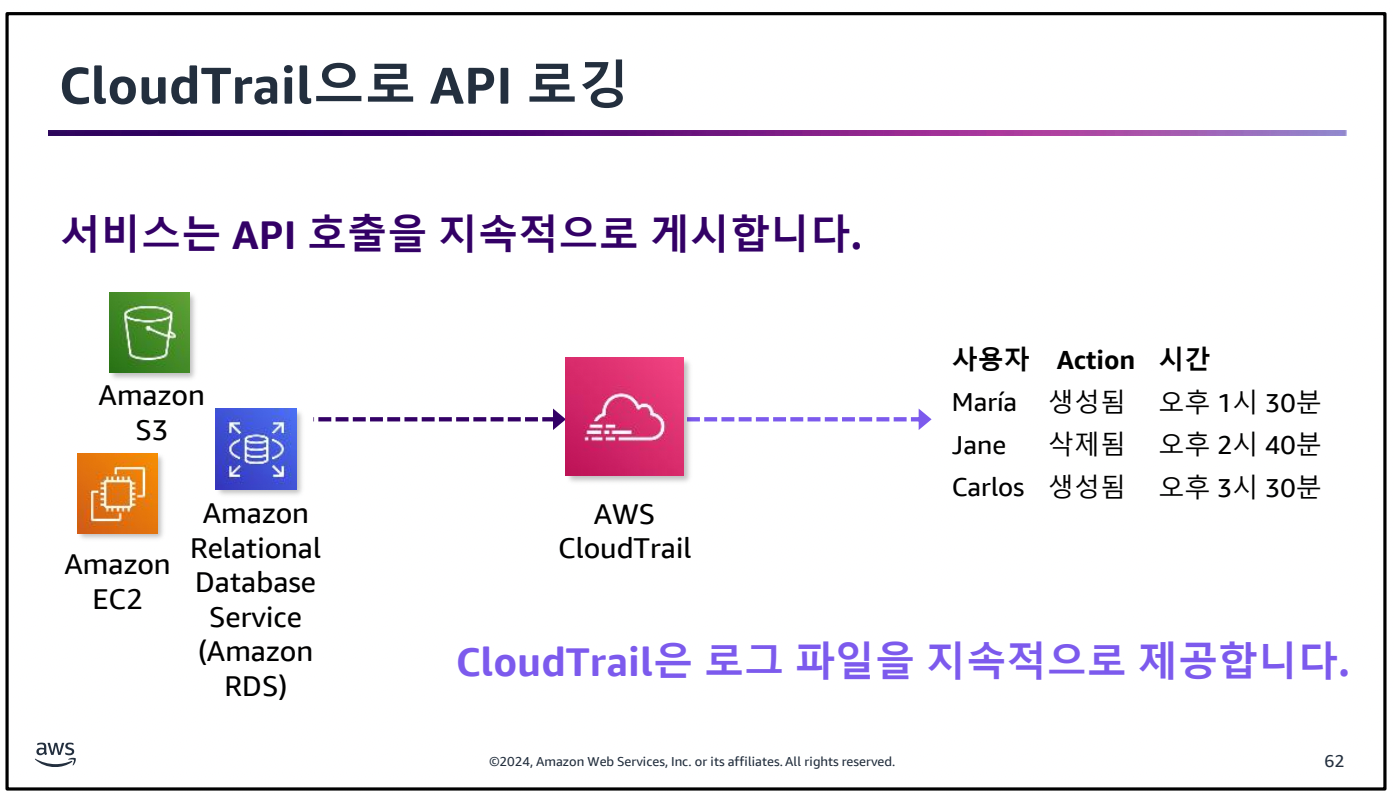 CloudTrail으로 API 로깅
서비스는 API 호출을 지속적으로 게시합니다.
Amazon
S3
Amazon
EC2
Amazon
Relational
Database
Service
(Amazon
RDS)
AWS
CloudTrail
사용자 Action 시간
María 생성됨 오후 1시 30분
Jane 삭제됨 오후 2시 40분
Carlos 생성됨 오후 3시 30분
CloudTrail은 로그 파일을 지속적으로 제공합니다.
aws
©2024, Amazon Web Services, Inc. or its affiliates. All rights reserved.
62